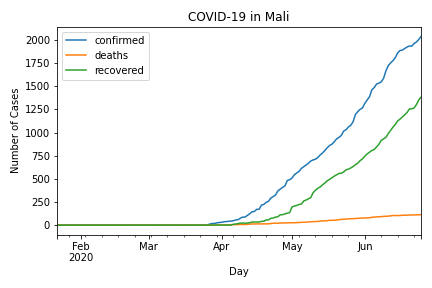 COVID-19 in Mali
Number of Cases
2000
1750
1500
1250
1000
750
500
250
0
confirmed
deaths
recovered
Feb
2020
Mar
Apr
May
Jun
Day